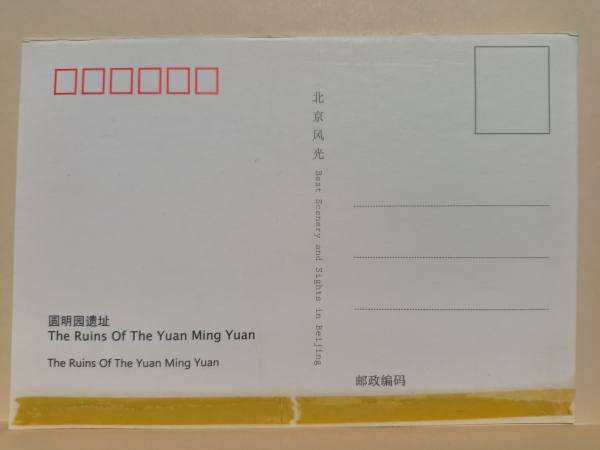 圆明园遗址
The Ruins Of The Yuan Ming Yuan
The Ruins Of The Yuan Ming Yuan
北京风光 Best Scenery and Sights in Beijing
邮政编码